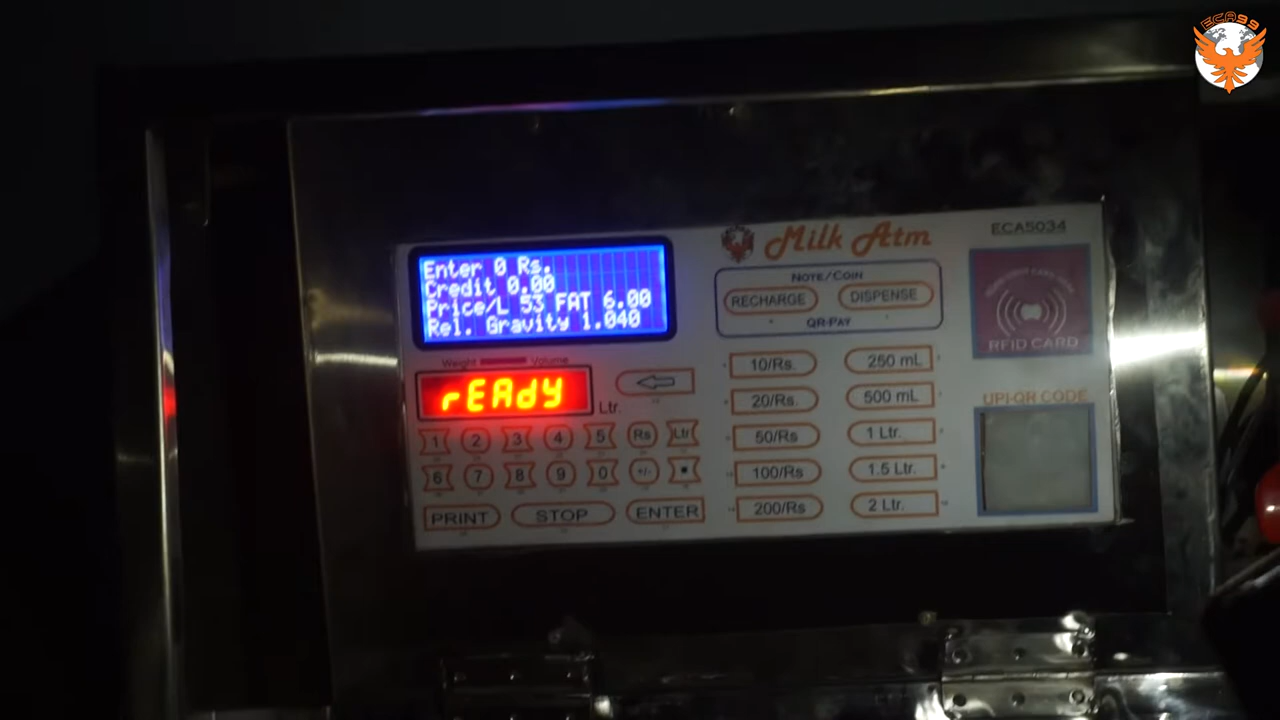 ECA99
Milk Atm
ECA5034
Enter 0 Rs.
Credit 0.00
Price/L 53 FAT 6.00
Rel. Gravity 1.040
NOTE/COIN
RECHARGE
DISPENSE
QR-PAY
RFID CARD
Weight
Volume
rEAdY
Ltr.
1 2 3 4 5 Rs Ltr
6 7 8 9 0 +/- ■
PRINT STOP ENTER
10/Rs. 250 mL
20/Rs. 500 mL
50/Rs 1 Ltr.
100/Rs 1.5 Ltr.
200/Rs 2 Ltr.
UPI-QR CODE